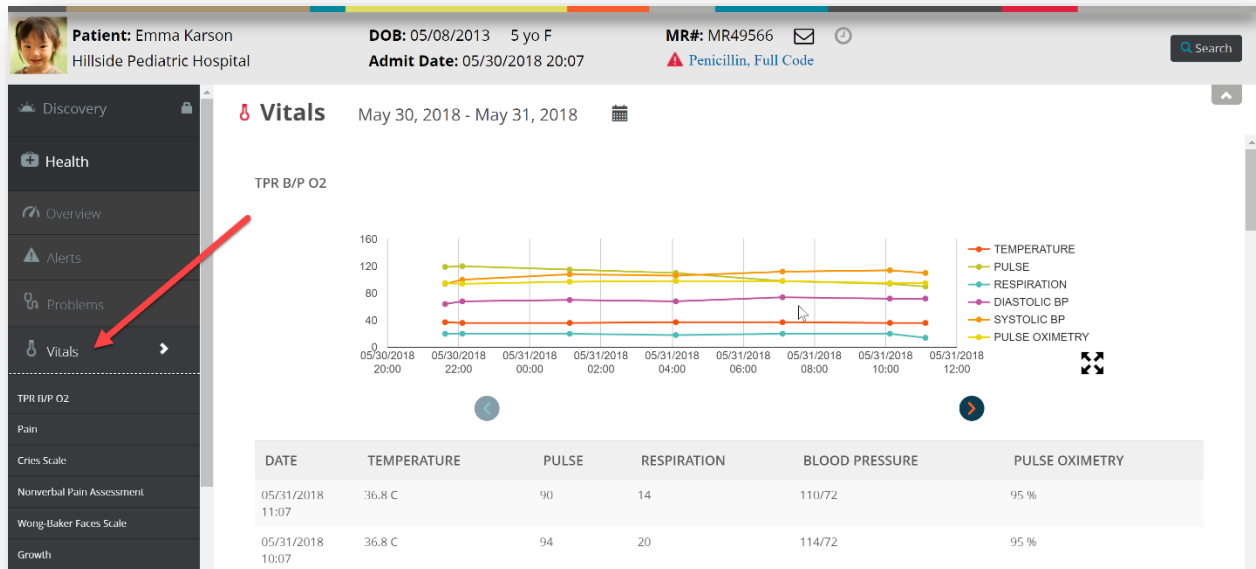 Patient: Emma Karson
Hillside Pediatric Hospital
DOB: 05/08/2013 5 yo F
Admit Date: 05/30/2018 20:07
MR#: MR49566
Penicillin, Full Code
Search
Discovery
Health
Overview
Alerts
Problems
Vitals
TPR B/P O2
Pain
Cries Scale
Nonverbal Pain Assessment
Wong-Baker Faces Scale
Growth
Vitals May 30, 2018 - May 31, 2018
TPR B/P O2
160
120
80
40
0
05/30/2018 05/30/2018 05/31/2018 05/31/2018 05/31/2018 05/31/2018 05/31/2018 05/31/2018 05/31/2018
20:00 22:00 00:00 02:00 04:00 06:00 08:00 10:00 12:00
TEMPERATURE
PULSE
RESPIRATION
DIASTOLIC BP
SYSTOLIC BP
PULSE OXIMETRY
DATE TEMPERATURE PULSE RESPIRATION BLOOD PRESSURE PULSE OXIMETRY
05/31/2018 36.8 C 90 14 110/72 95 %
11:07
05/31/2018 36.8 C 94 20 114/72 95 %
10:07